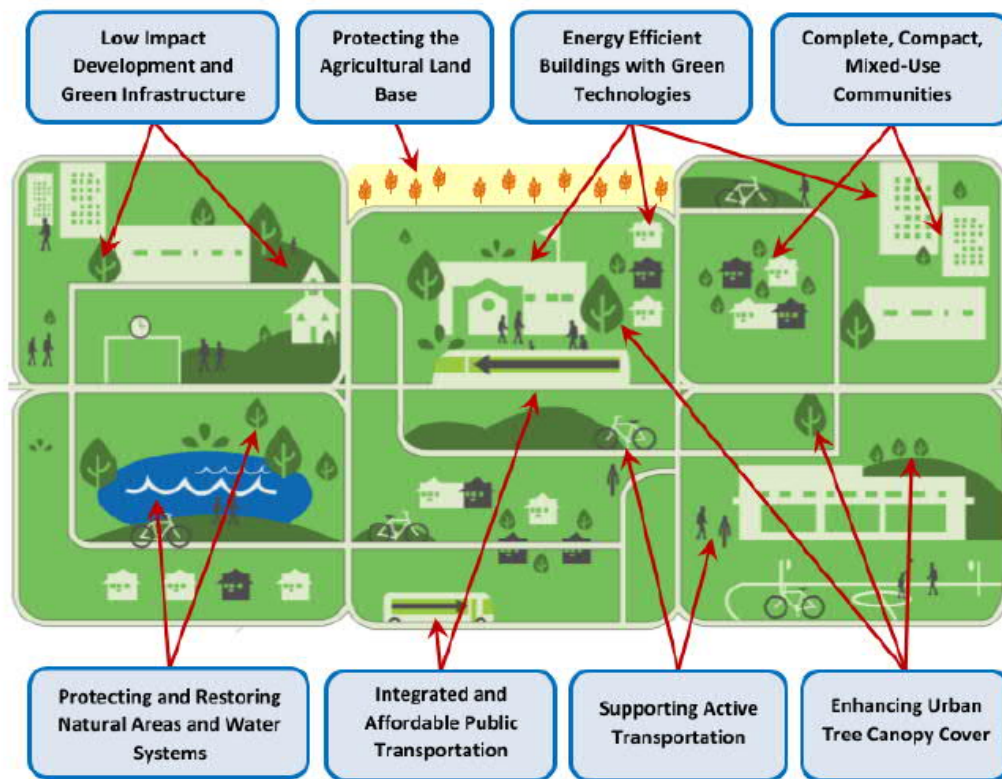 Low Impact
Development and
Green Infrastructure
Protecting the
Agricultural Land
Base
Energy Efficient
Buildings with Green
Technologies
Complete, Compact,
Mixed-Use
Communities
Protecting and Restoring
Natural Areas and Water
Systems
Integrated and
Affordable Public
Transportation
Supporting Active
Transportation
Enhancing Urban
Tree Canopy Cover